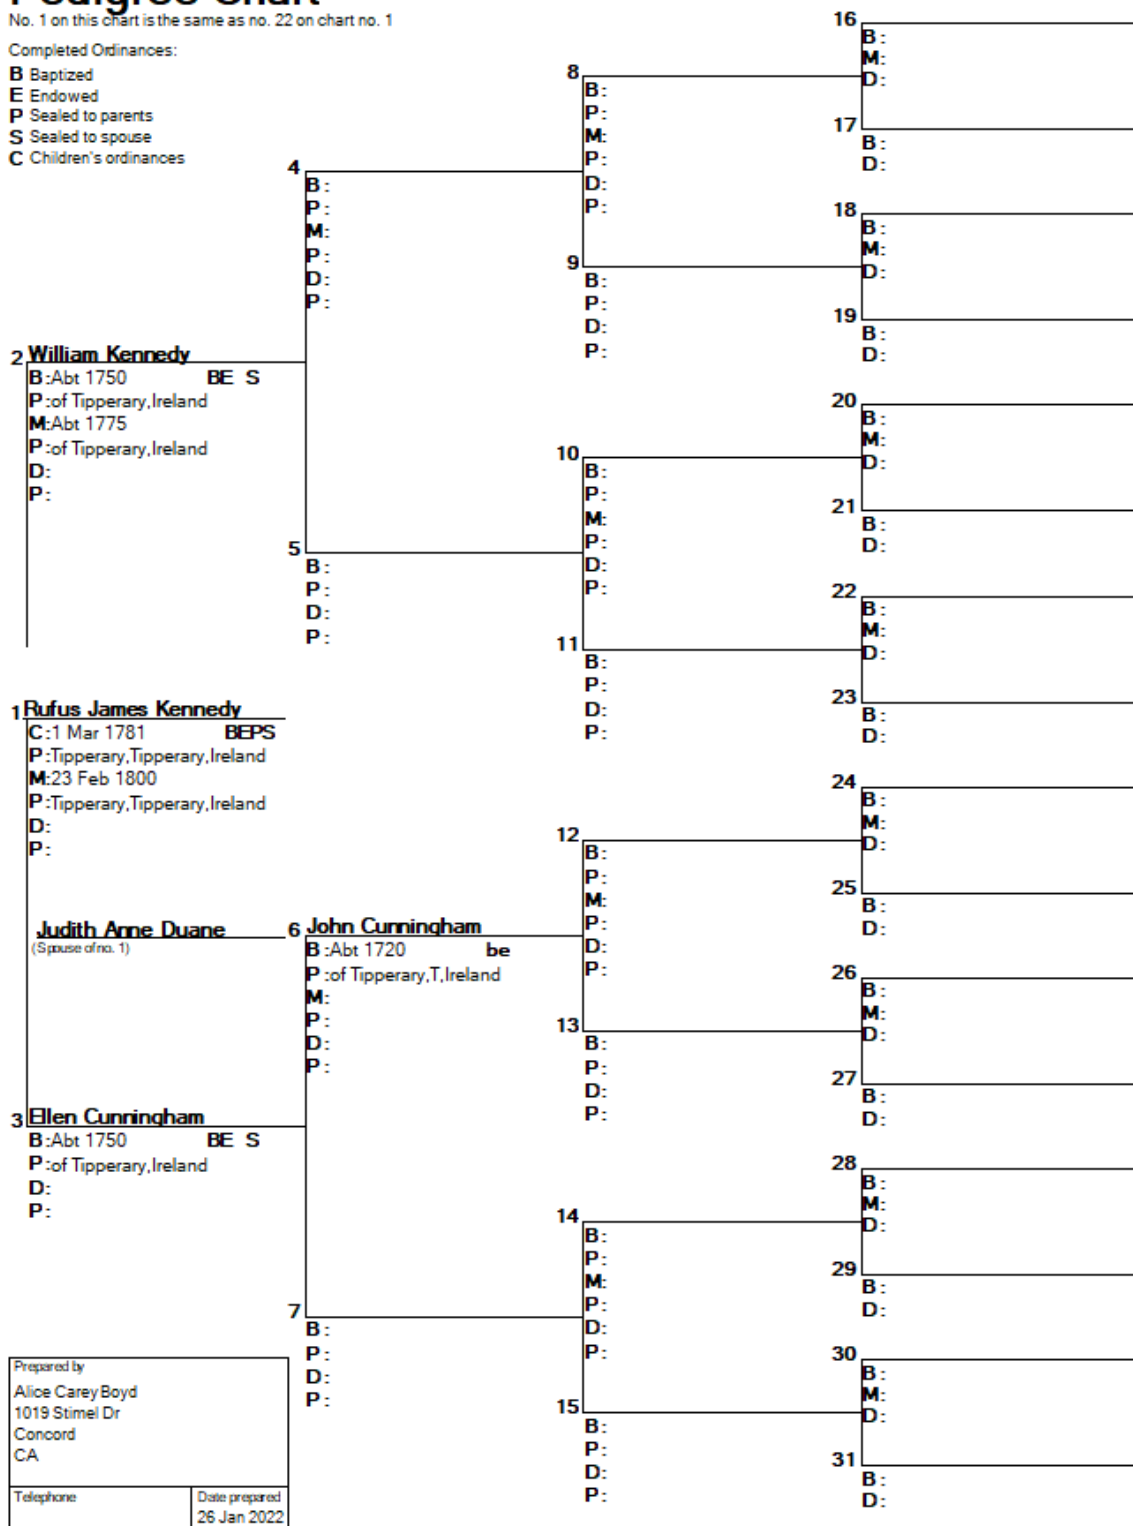 Pedigree Chart
No. 1 on this chart is the same as no. 22 on chart no. 1
Completed Ordinances:
B Baptized
E Endowed
P Sealed to parents
S Sealed to spouse
C Children's ordinances
2 William Kennedy
B:Abt 1750 BE S
P:of Tipperary,Ireland
M:Abt 1775
P:of Tipperary,Ireland
D:
P:
1 Rufus James Kennedy
C:1 Mar 1781 BEPS
P:Tipperary,Tipperary,Ireland
M:23 Feb 1800
P:Tipperary,Tipperary,Ireland
D:
P:
Judith Anne Duane
(Spouse of no. 1)
3 Ellen Cunningham
B:Abt 1750 BE S
P:of Tipperary,Ireland
D:
P:
4
B:
P:
M:
P:
D:
P:
5
B:
P:
D:
P:
6 John Cunningham
B:Abt 1720 be
P:of Tipperary,T,Ireland
M:
P:
D:
P:
7
B:
P:
D:
P:
8
B:
P:
M:
P:
D:
P:
9
B:
P:
D:
P:
10
B:
P:
M:
P:
D:
P:
11
B:
P:
D:
P:
12
B:
P:
M:
P:
D:
P:
13
B:
P:
D:
P:
14
B:
P:
M:
P:
D:
P:
15
B:
P:
D:
P:
16
B:
M:
D:
17
B:
D:
18
B:
M:
D:
19
B:
D:
20
B:
M:
D:
21
B:
D:
22
B:
M:
D:
23
B:
D:
24
B:
M:
D:
25
B:
D:
26
B:
M:
D:
27
B:
D:
28
B:
M:
D:
29
B:
D:
30
B:
M:
D:
31
B:
D:
Prepared by
Alice Carey Boyd
1019 Stimel Dr
Concord
CA
Telephone
Date prepared
26 Jan 2022